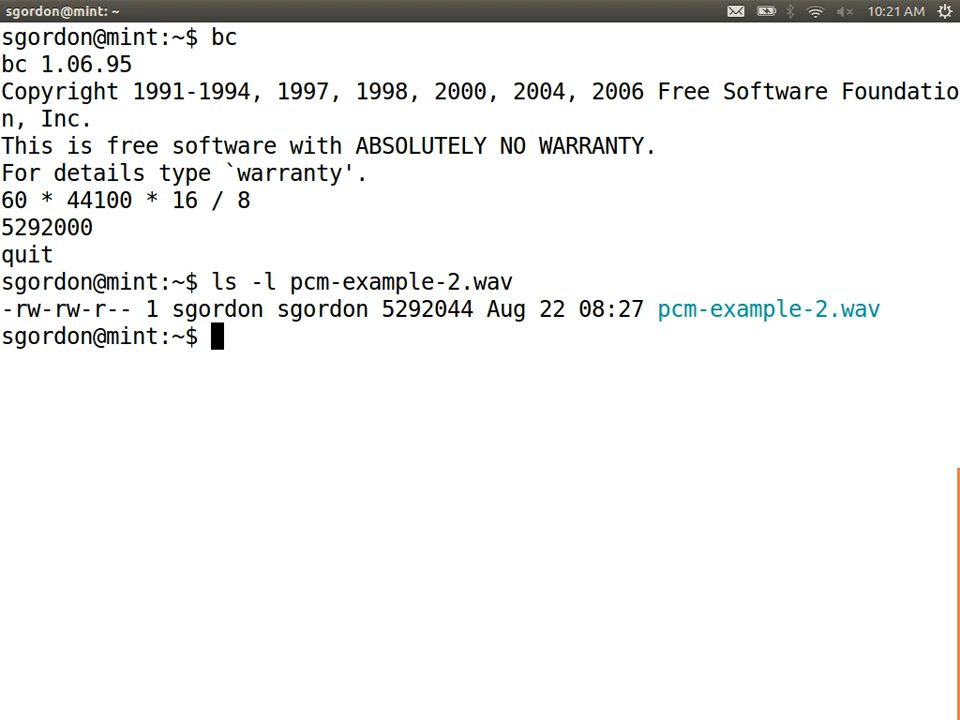 sgordon@mint: ~
10:21 AM
sgordon@mint:~$ bc
bc 1.06.95
Copyright 1991-1994, 1997, 1998, 2000, 2004, 2006 Free Software Foundatio
n, Inc.
This is free software with ABSOLUTELY NO WARRANTY.
For details type `warranty'.
60 * 44100 * 16 / 8
5292000
quit
sgordon@mint:~$ ls -l pcm-example-2.wav
-rw-rw-r-- 1 sgordon sgordon 5292044 Aug 22 08:27 pcm-example-2.wav
sgordon@mint:~$